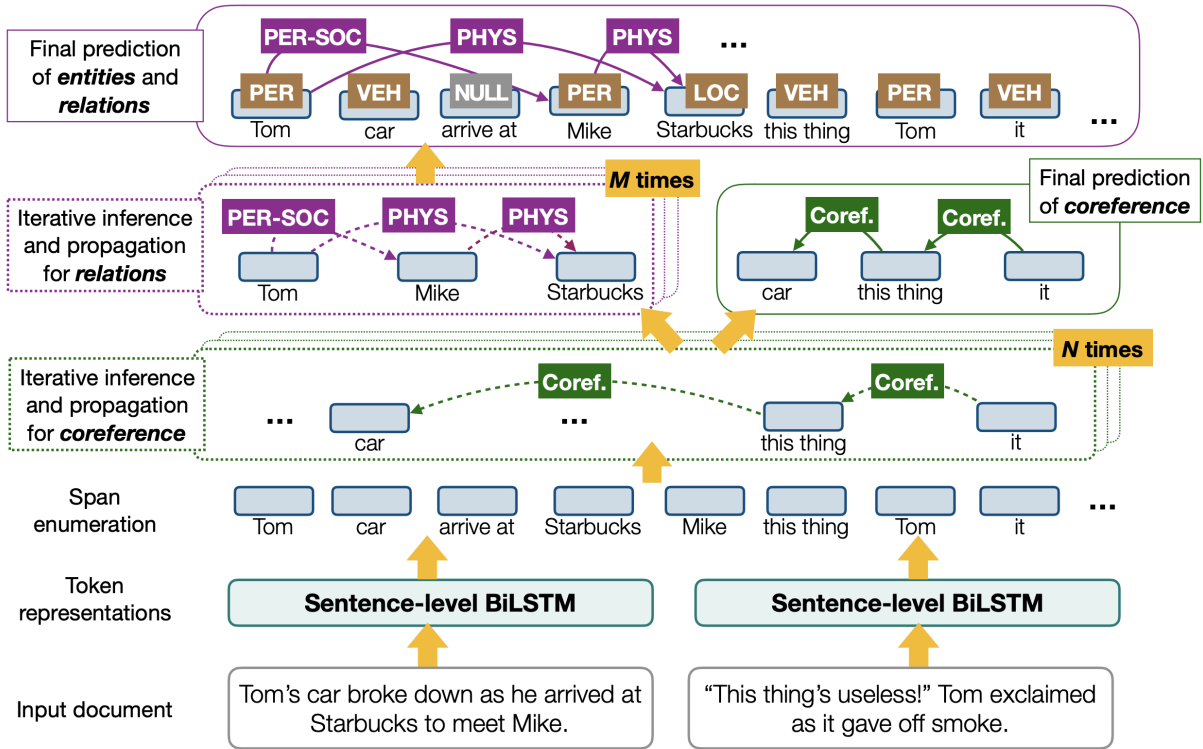 Final prediction
of entities and
relations
PER-SOC PHYS PHYS ...
PER VEH NULL PER LOC VEH PER VEH
Tom car arrive at Mike Starbucks this thing Tom it ...
M times
Iterative inference
and propagation
for relations
PER-SOC PHYS PHYS
Tom Mike Starbucks
Final prediction
of coreference
Coref. Coref.
car this thing it
N times
Iterative inference
and propagation
for coreference
Coref. Coref.
... car ... this thing it
Span
enumeration
Tom car arrive at Starbucks Mike this thing Tom it ...
Token
representations
Sentence-level BiLSTM Sentence-level BiLSTM
Input document
Tom’s car broke down as he arrived at
Starbucks to meet Mike.
“This thing’s useless!” Tom exclaimed
as it gave off smoke.